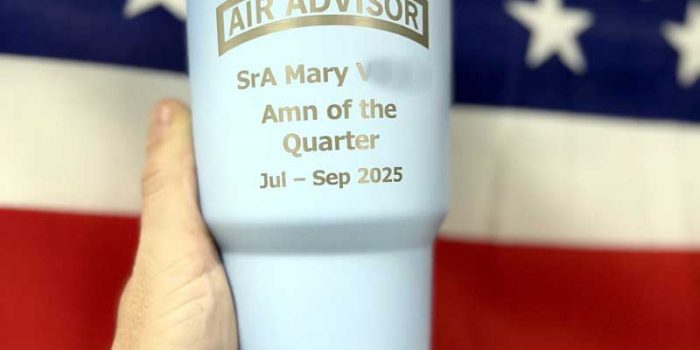 AIR ADVISOR
SrA Mary
Amn of the
Quarter
Jul – Sep 2025